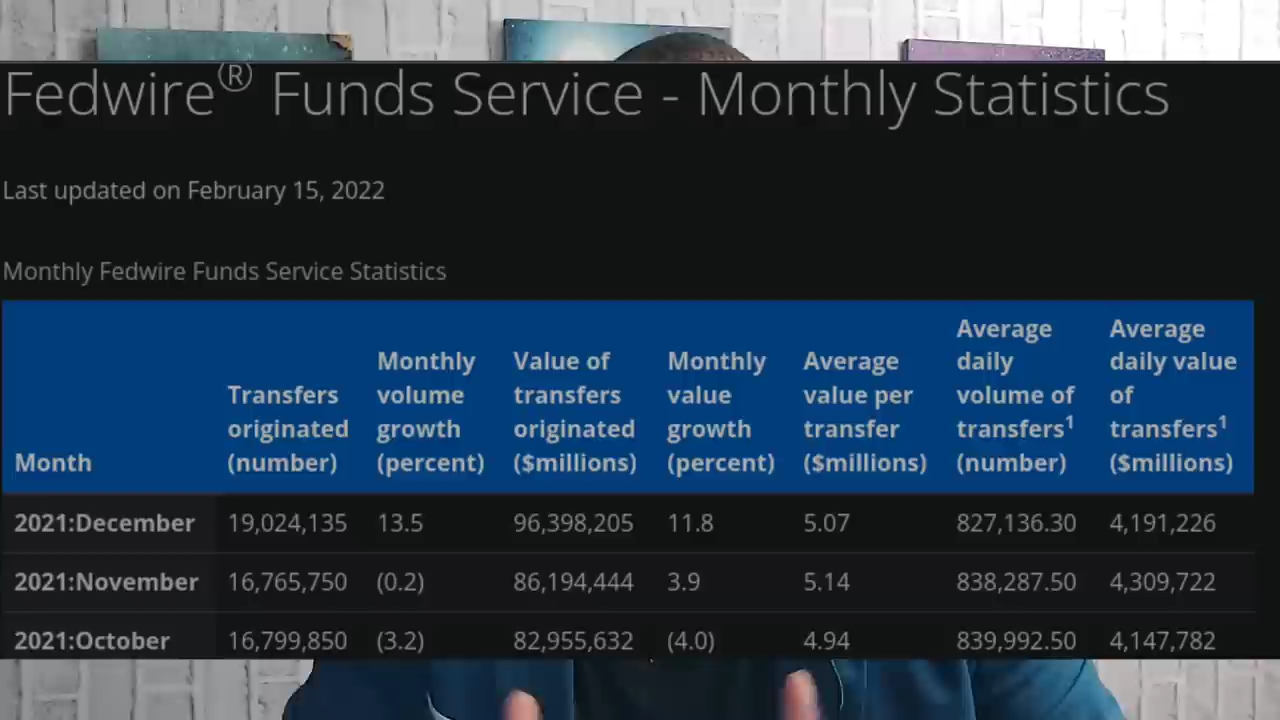 Fedwire® Funds Service - Monthly Statistics
Last updated on February 15, 2022
Monthly Fedwire Funds Service Statistics
Month
Transfers originated (number)
Monthly volume growth (percent)
Value of transfers originated ($millions)
Monthly value growth (percent)
Average value per transfer ($millions)
Average daily volume of transfers¹ (number)
Average daily value of transfers¹ ($millions)
2021:December 19,024,135 13.5 96,398,205 11.8 5.07 827,136.30 4,191,226
2021:November 16,765,750 (0.2) 86,194,444 3.9 5.14 838,287.50 4,309,722
2021:October 16,799,850 (3.2) 82,955,632 (4.0) 4.94 839,992.50 4,147,782